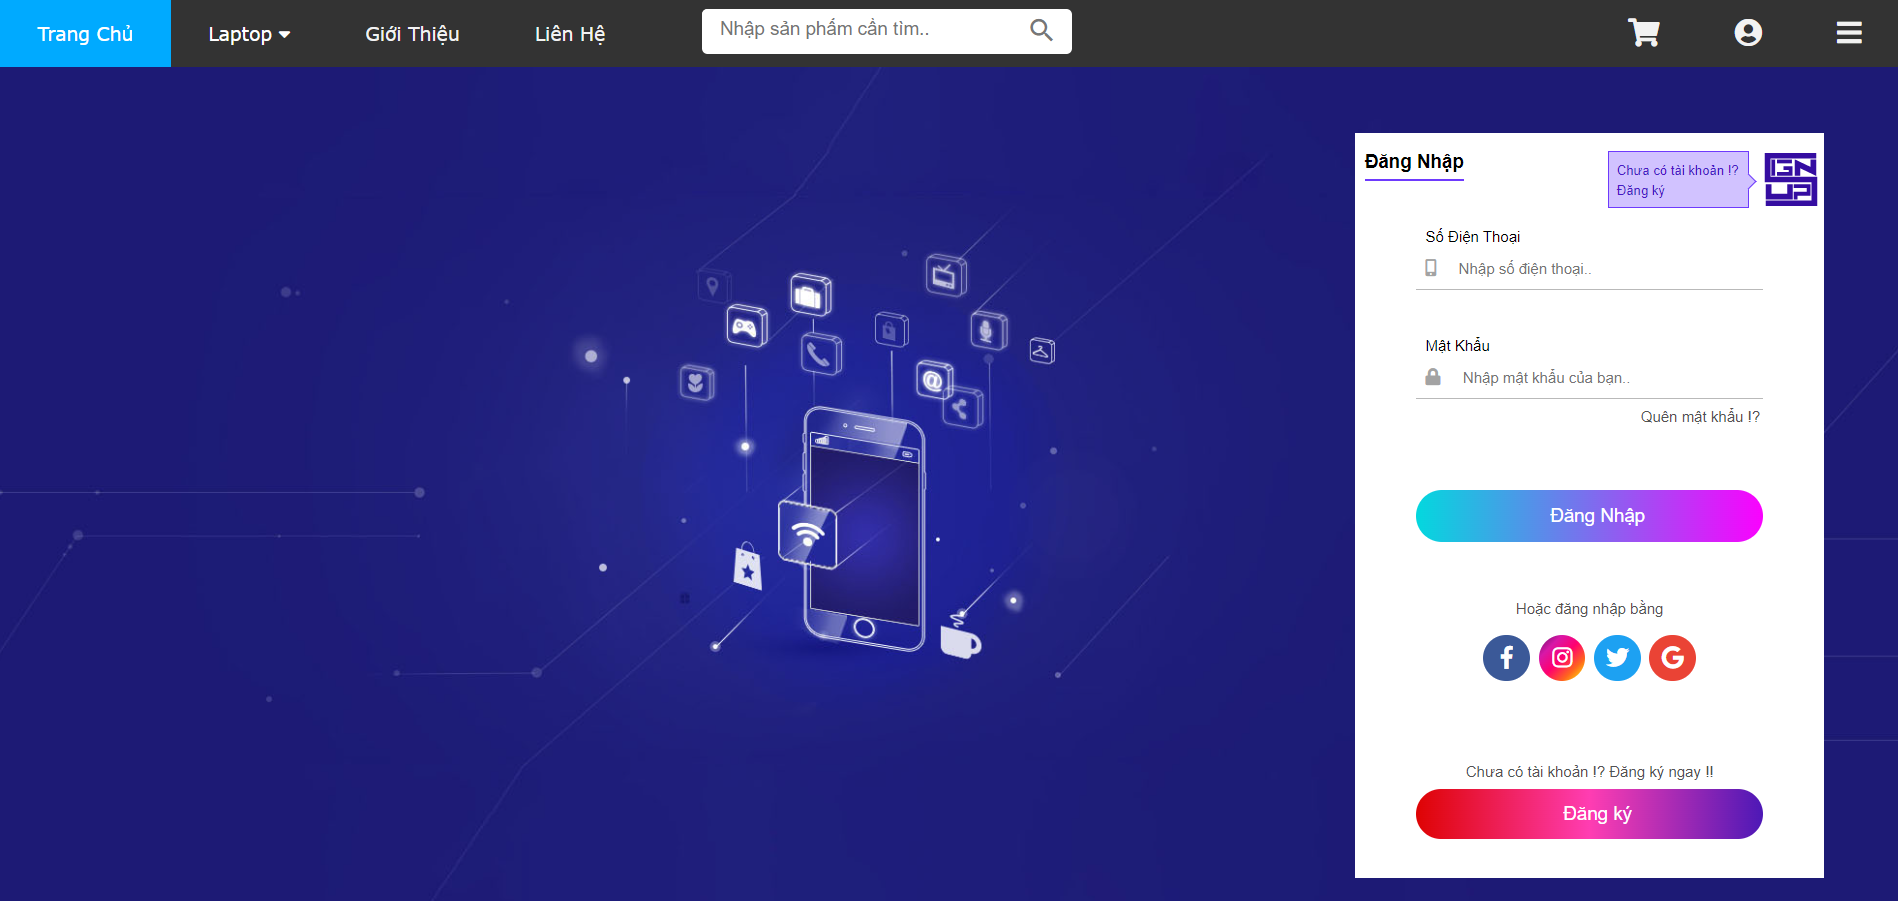 Trang Chủ
Laptop
Giới Thiệu
Liên Hệ
Nhập sản phẩm cần tìm..
Đăng Nhập
Chưa có tài khoản !?
Đăng ký
SIGN
UP
Số Điện Thoại
Nhập số điện thoại..
Mật Khẩu
Nhập mật khẩu của bạn..
Quên mật khẩu !?
Đăng Nhập
Hoặc đăng nhập bằng
Chưa có tài khoản !? Đăng ký ngay !!
Đăng ký
@